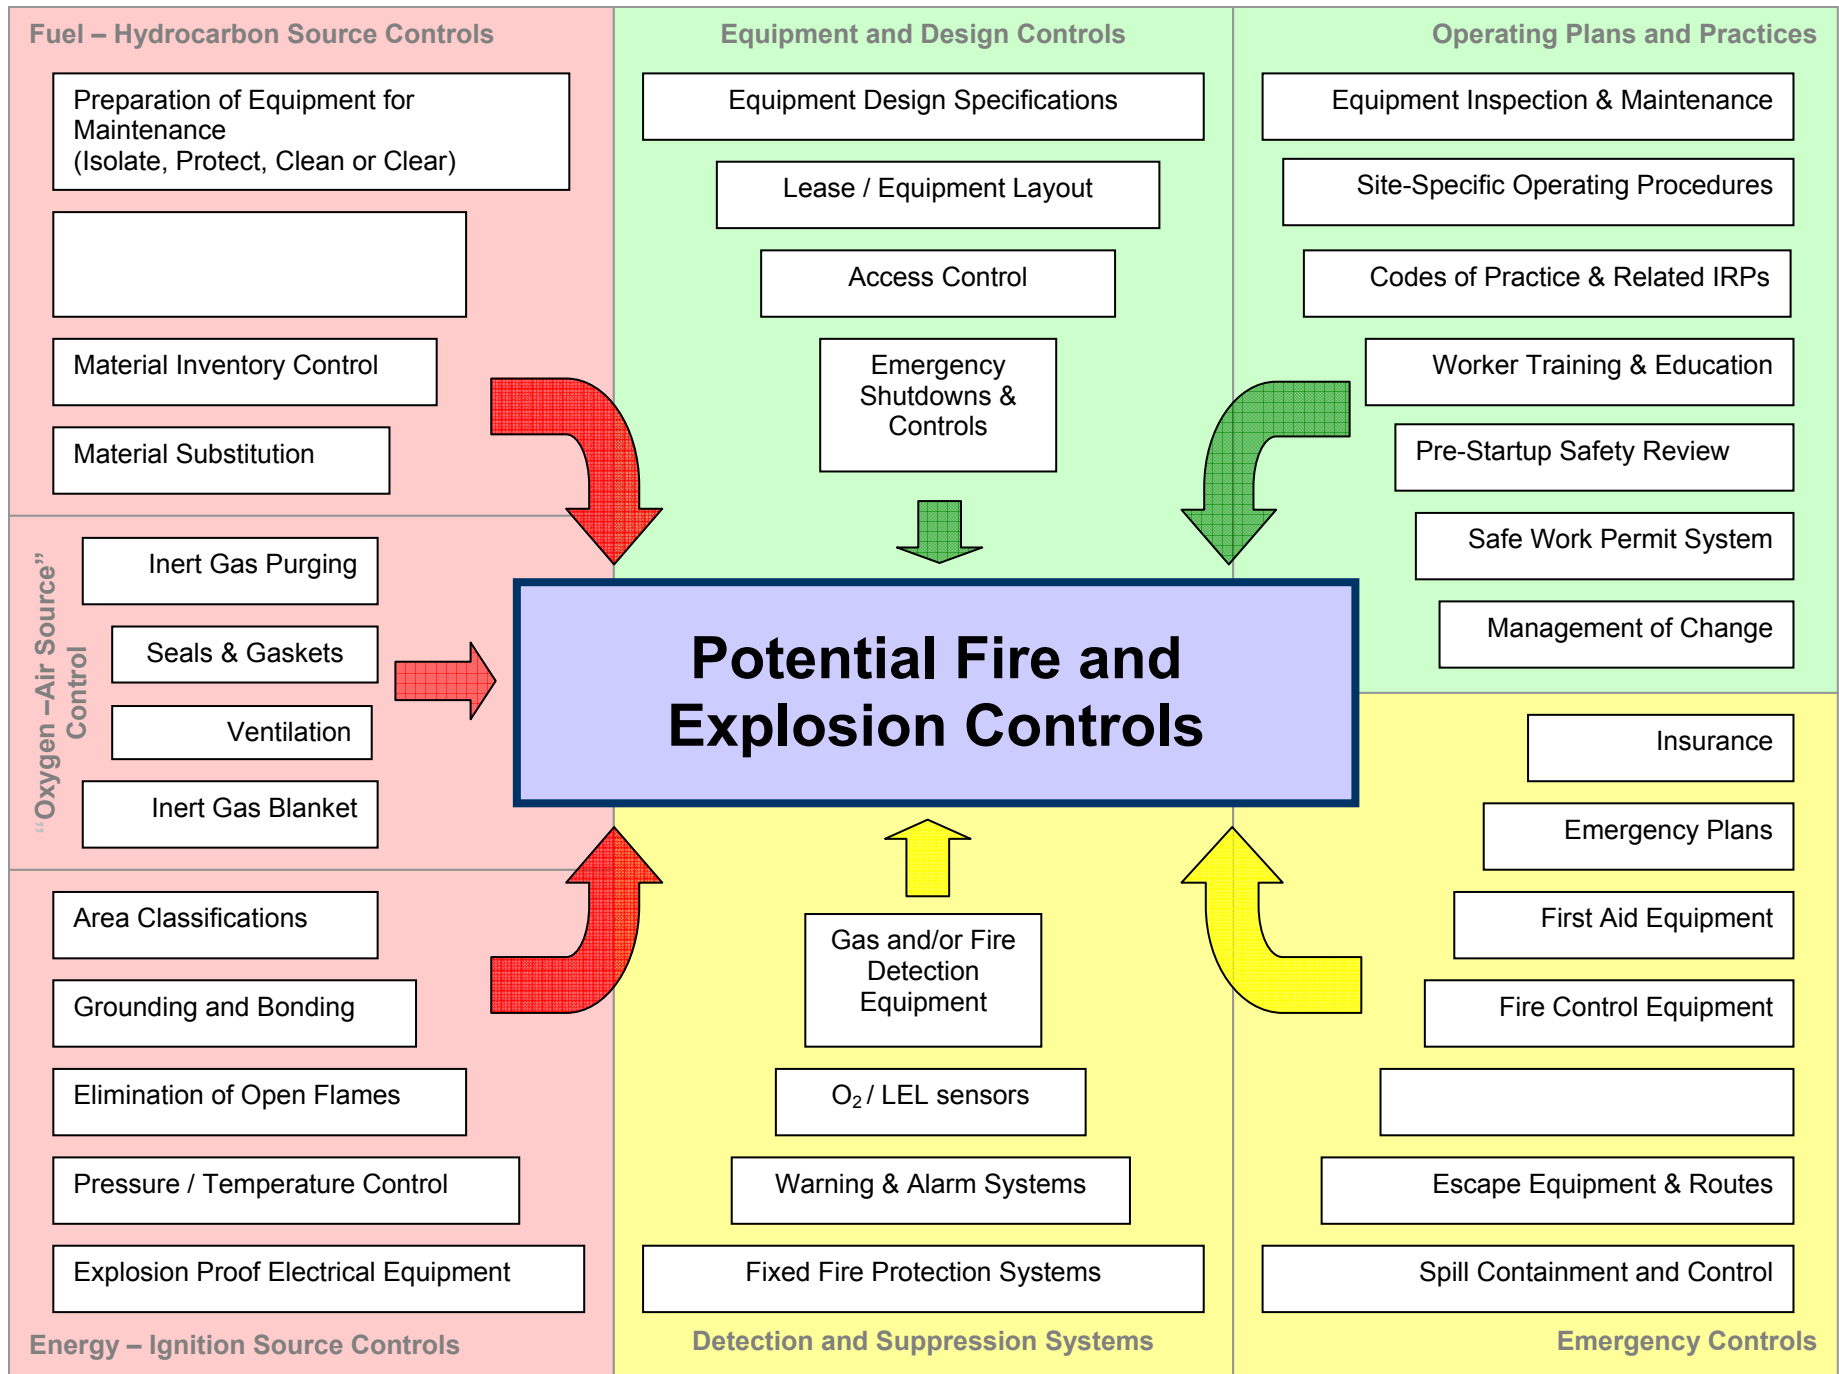 Fuel – Hydrocarbon Source Controls
Preparation of Equipment for
Maintenance
(Isolate, Protect, Clean or Clear)
Material Inventory Control
Material Substitution
Equipment and Design Controls
Equipment Design Specifications
Lease / Equipment Layout
Access Control
Emergency
Shutdowns &
Controls
Operating Plans and Practices
Equipment Inspection & Maintenance
Site-Specific Operating Procedures
Codes of Practice & Related IRPs
Worker Training & Education
Pre-Startup Safety Review
Safe Work Permit System
Management of Change
"Oxygen –Air Source"
Control
Inert Gas Purging
Seals & Gaskets
Ventilation
Inert Gas Blanket
Potential Fire and
Explosion Controls
Area Classifications
Grounding and Bonding
Elimination of Open Flames
Pressure / Temperature Control
Explosion Proof Electrical Equipment
Energy – Ignition Source Controls
Gas and/or Fire
Detection
Equipment
O₂ / LEL sensors
Warning & Alarm Systems
Fixed Fire Protection Systems
Detection and Suppression Systems
Insurance
Emergency Plans
First Aid Equipment
Fire Control Equipment
Escape Equipment & Routes
Spill Containment and Control
Emergency Controls